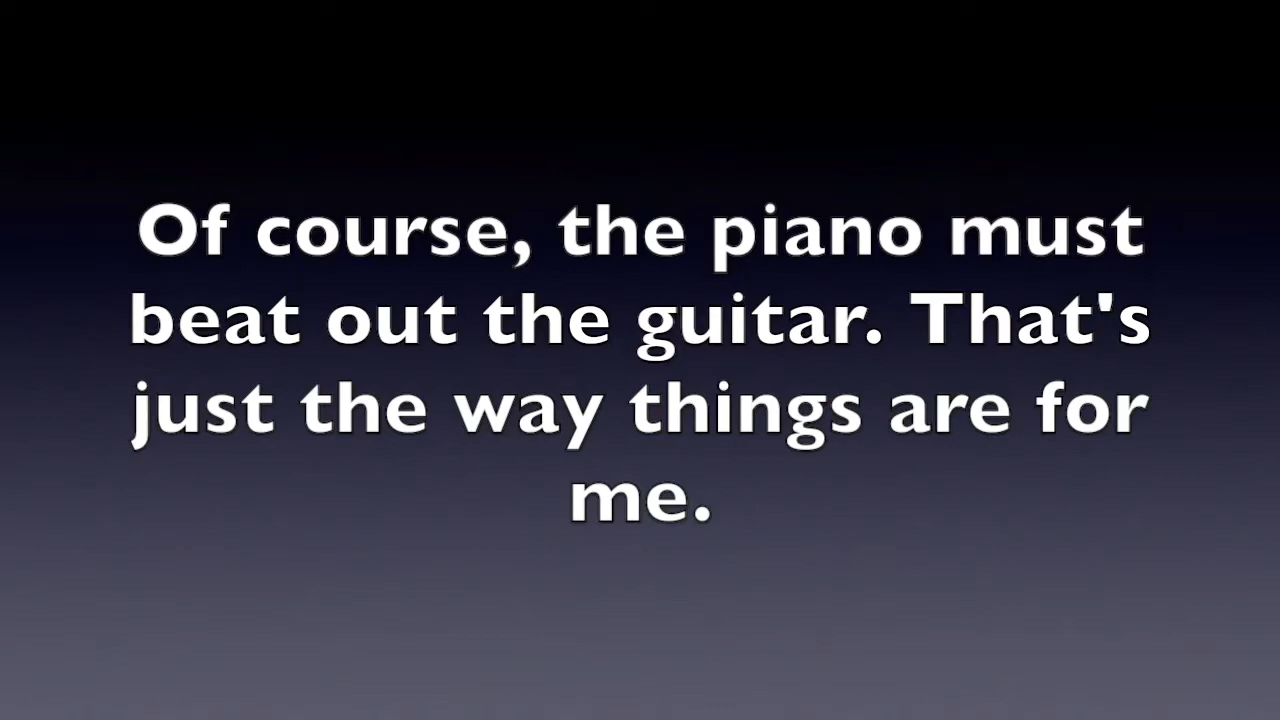 Of course, the piano must
beat out the guitar. That's
just the way things are for
me.